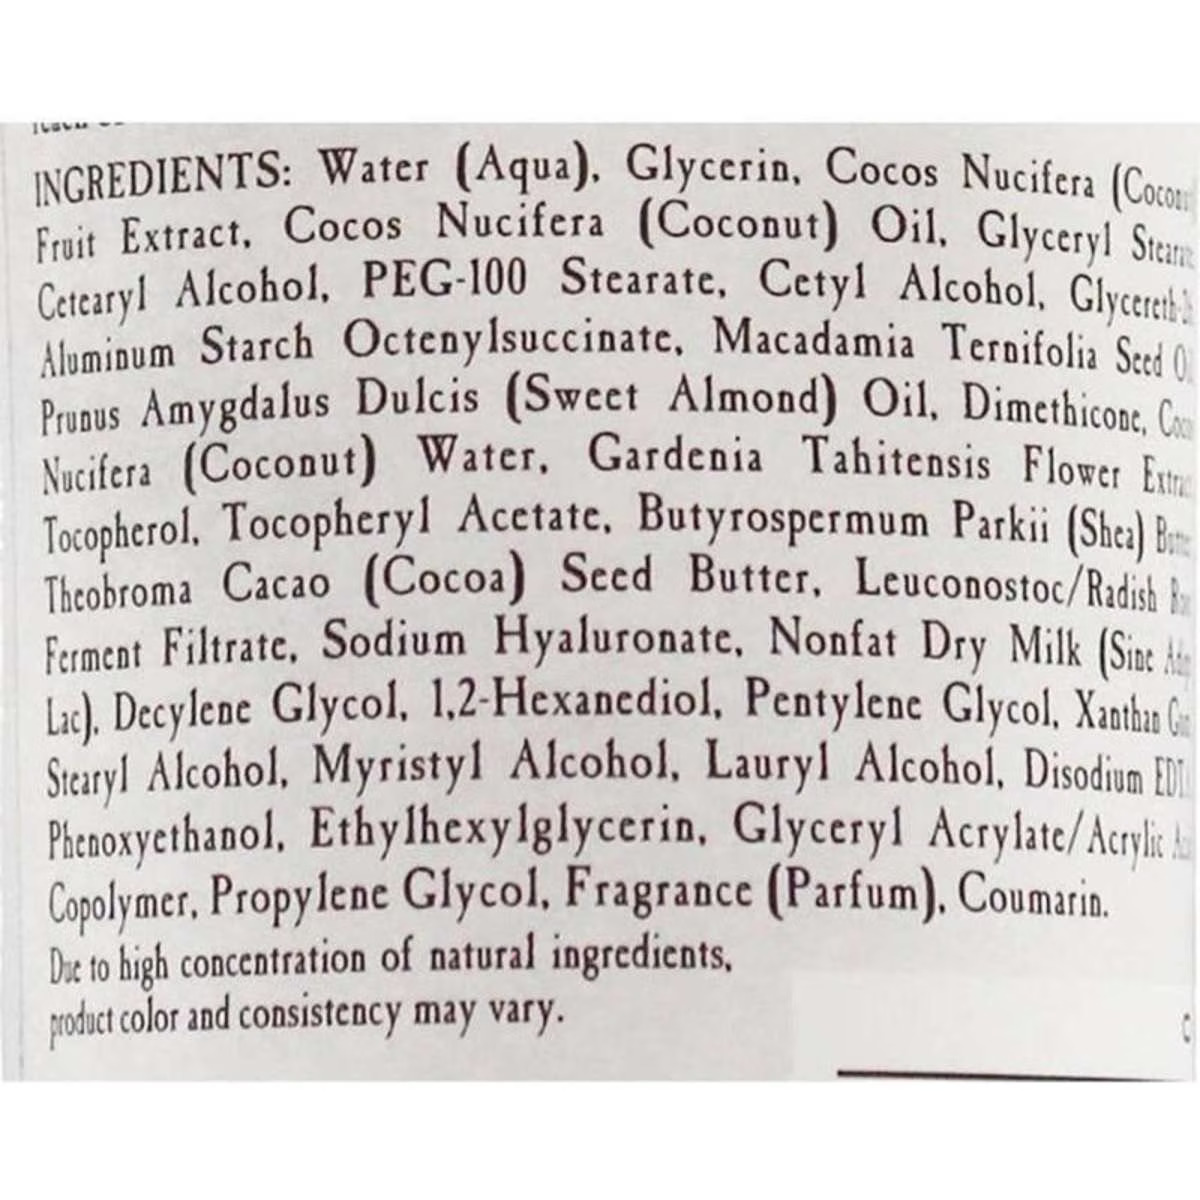 INGREDIENTS: Water (Aqua), Glycerin, Cocos Nucifera
Fruit Extract, Cocos Nucifera (Coconut) Oil, Glyceryl
Cetearyl Alcohol, PEG-100 Stearate, Cetyl Alcohol,
Aluminum Starch Octenylsuccinate, Macadamia Ternifolia Seed
Prunus Amygdalus Dulcis (Sweet Almond) Oil, Dimethicone,
Nucifera (Coconut) Water, Gardenia Tahitensis Flower
Tocopherol, Tocopheryl Acetate, Butyrospermum Parkii (Shea)
Theobroma Cacao (Cocoa) Seed Butter, Leuconostoc/Radish
Ferment Filtrate, Sodium Hyaluronate, Nonfat Dry Milk (Sine
Lac), Decylene Glycol, 1,2-Hexanediol, Pentylene Glycol, Xanthan
Stearyl Alcohol, Myristyl Alcohol, Lauryl Alcohol, Disodium
Phenoxyethanol, Ethylhexylglycerin, Glyceryl Acrylate/Acrylic
Copolymer, Propylene Glycol, Fragrance (Parfum), Coumarin.
Due to high concentration of natural ingredients,
product color and consistency may vary.